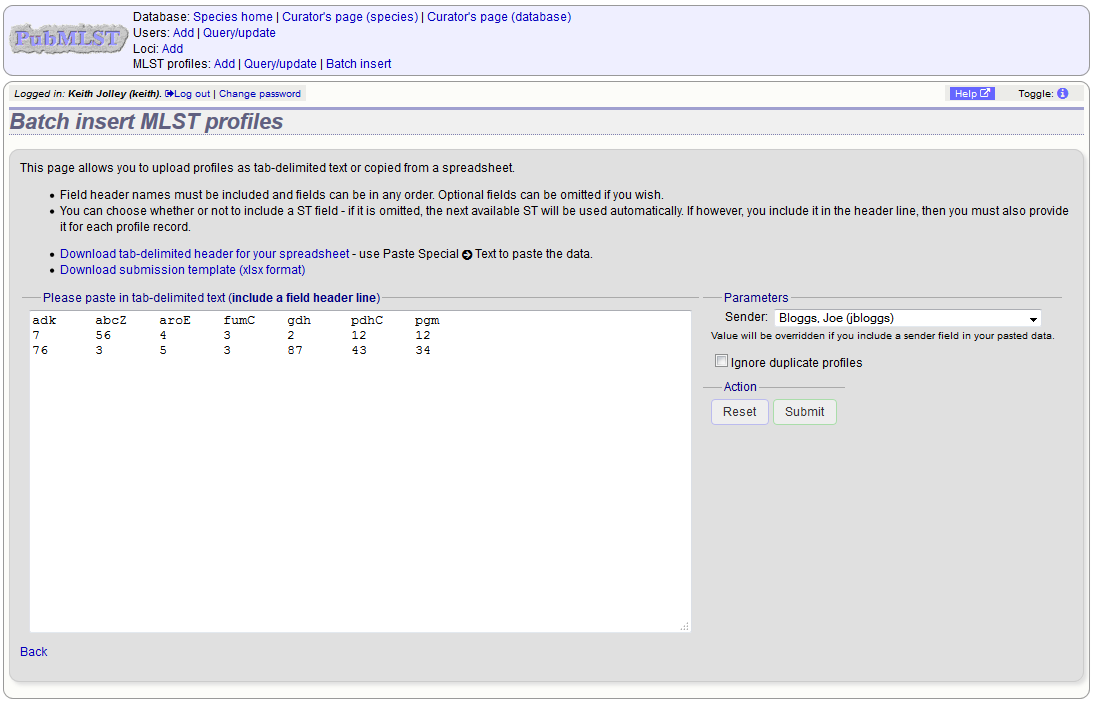 PubMLST
Database: Species home | Curator's page (species) | Curator's page (database)
Users: Add | Query/update
Loci: Add
MLST profiles: Add | Query/update | Batch insert
Logged in: Keith Jolley (keith). Log out | Change password
Help
Toggle:
Batch insert MLST profiles
This page allows you to upload profiles as tab-delimited text or copied from a spreadsheet.
• Field header names must be included and fields can be in any order. Optional fields can be omitted if you wish.
• You can choose whether or not to include a ST field - if it is omitted, the next available ST will be used automatically. If however, you include it in the header line, then you must also provide
it for each profile record.
• Download tab-delimited header for your spreadsheet - use Paste Special Text to paste the data.
• Download submission template (xlsx format)
Please paste in tab-delimited text (include a field header line)
adk abcZ aroE fumC gdh pdhC pgm
7 56 4 3 2 12 12
76 3 5 3 87 43 34
Parameters
Sender: Bloggs, Joe (jbloggs)
Value will be overridden if you include a sender field in your pasted data.
Ignore duplicate profiles
Action
Reset Submit
Back